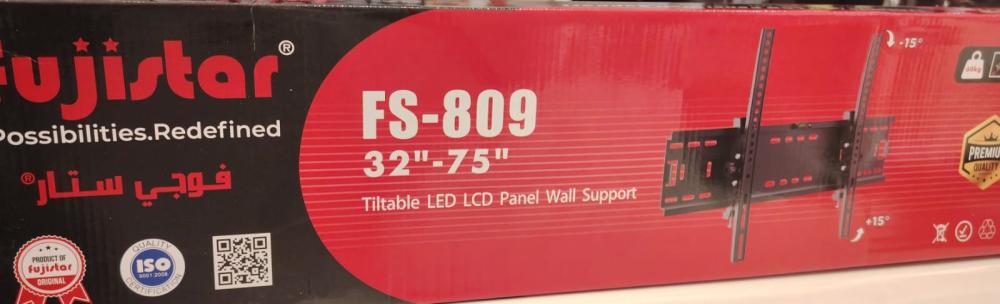 Fujistar®
Possibilities.Redefined
فوجي ستار®
PRODUCT OF
Fujistar
ORIGINAL
QUALITY
ISO
9001:2008
CERTIFICATION
FS-809
32"-75"
Tiltable LED LCD Panel Wall Support
-15°
+15°
60kg
PREMIUM
QUALITY